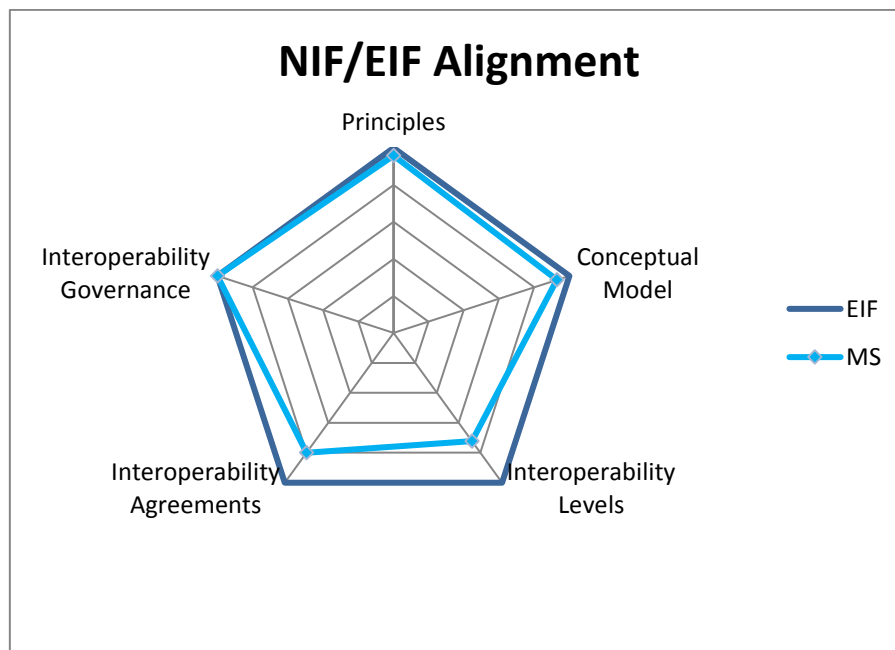 NIF/EIF Alignment
Principles
Interoperability
Governance
Conceptual
Model
EIF
MS
Interoperability
Agreements
Interoperability
Levels